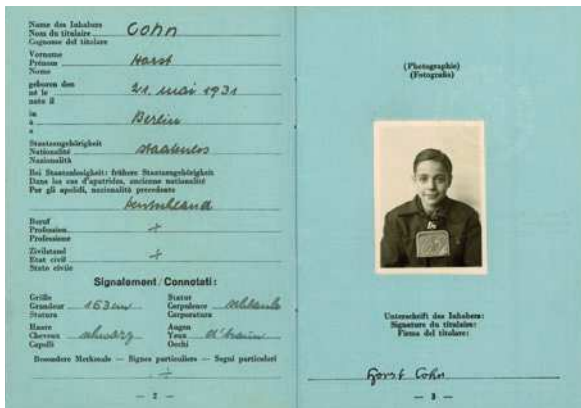 Name des Inhabers
Nom du titulaire Cohn
Cognome del titolare
Vorname
Prénom Horst
Nome
geboren den
né le 21. mai 1931
nato il
in
à Berlin
a
Staatsangehörigkeit
Nationalité staatenlos
Nazionalità
Bei Staatenlosigkeit: frühere Staatsangehörigkeit
Dans les cas d'apatrides, ancienne nationalité
Per gli apolidi, nazionalità precedente
Deutschland
Beruf
Profession
Professione
Zivilstand
Etat civil
Stato civile
Signalement/Connotati:
Größe Statur
Grandeur 163 cm Corpulence schlank
Statura Corporatura
Haare Augen
Cheveux schwarz Yeux d'braun
Capelli Occhi
Besondere Merkmale — Signes particuliers — Segni particolari
— 2 —
(Photographie)
(Fotografia)
Unterschrift des Inhabers:
Signature du titulaire:
Firma del titolare:
Horst Cohn
— 3 —